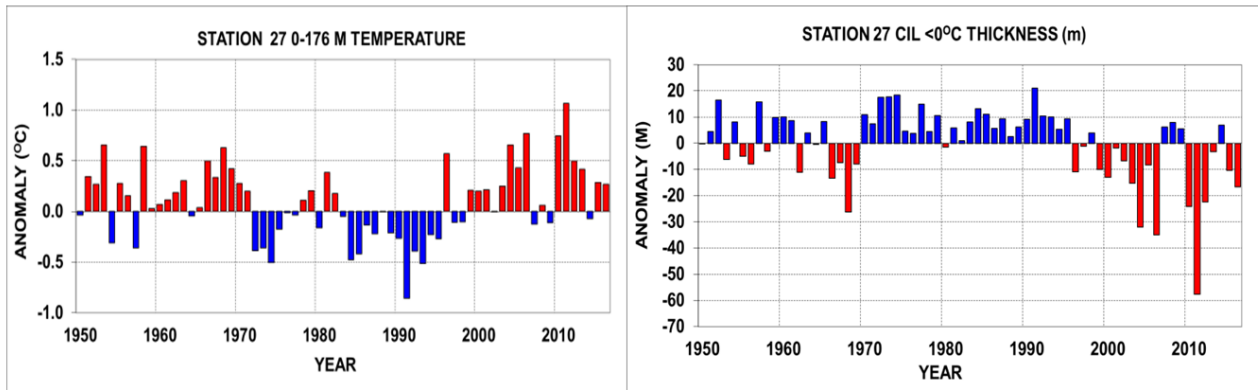 STATION 27 0-176 M TEMPERATURE
1.5
1.0
0.5
0.0
-0.5
-1.0
ANOMALY (ºC)
1950 1960 1970 1980 1990 2000 2010
YEAR
STATION 27 CIL <0ºC THICKNESS (m)
30
20
10
0
-10
-20
-30
-40
-50
-60
-70
ANOMALY (M)
1950 1960 1970 1980 1990 2000 2010
YEAR